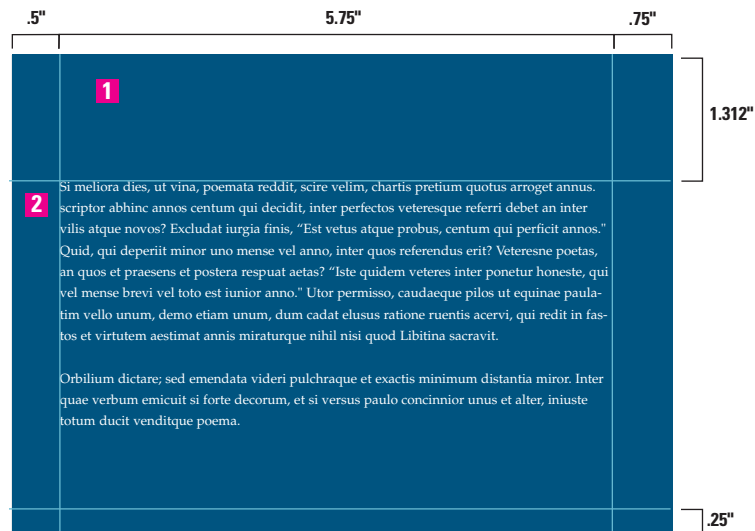 .5" 5.75" .75"
1
1.312"
2
Si meliora dies, ut vina, poemata reddit, scire velim, chartis pretium quotus arroget annus.
scriptor abhinc annos centum qui decidit, inter perfectos veteresque referri debet an inter
vilis atque novos? Excludat iurgia finis, “Est vetus atque probus, centum qui perficit annos."
Quid, qui deperiit minor uno mense vel anno, inter quos referendus erit? Veteresne poetas,
an quos et praesens et postera respuat aetas? “Iste quidem veteres inter ponetur honeste, qui
vel mense brevi vel toto est iunior anno." Utor permisso, caudaeque pilos ut equinae paula-
tim vello unum, demo etiam unum, dum cadat elusus ratione ruentis acervi, qui redit in fas-
tos et virtutem aestimat annis miraturque nihil nisi quod Libitina sacravit.
Orbilium dictare; sed emendata videri pulchraque et exactis minimum distantia miror. Inter
quae verbum emicuit si forte decorum, et si versus paulo concinnior unus et alter, iniuste
totum ducit venditque poema.
.25"